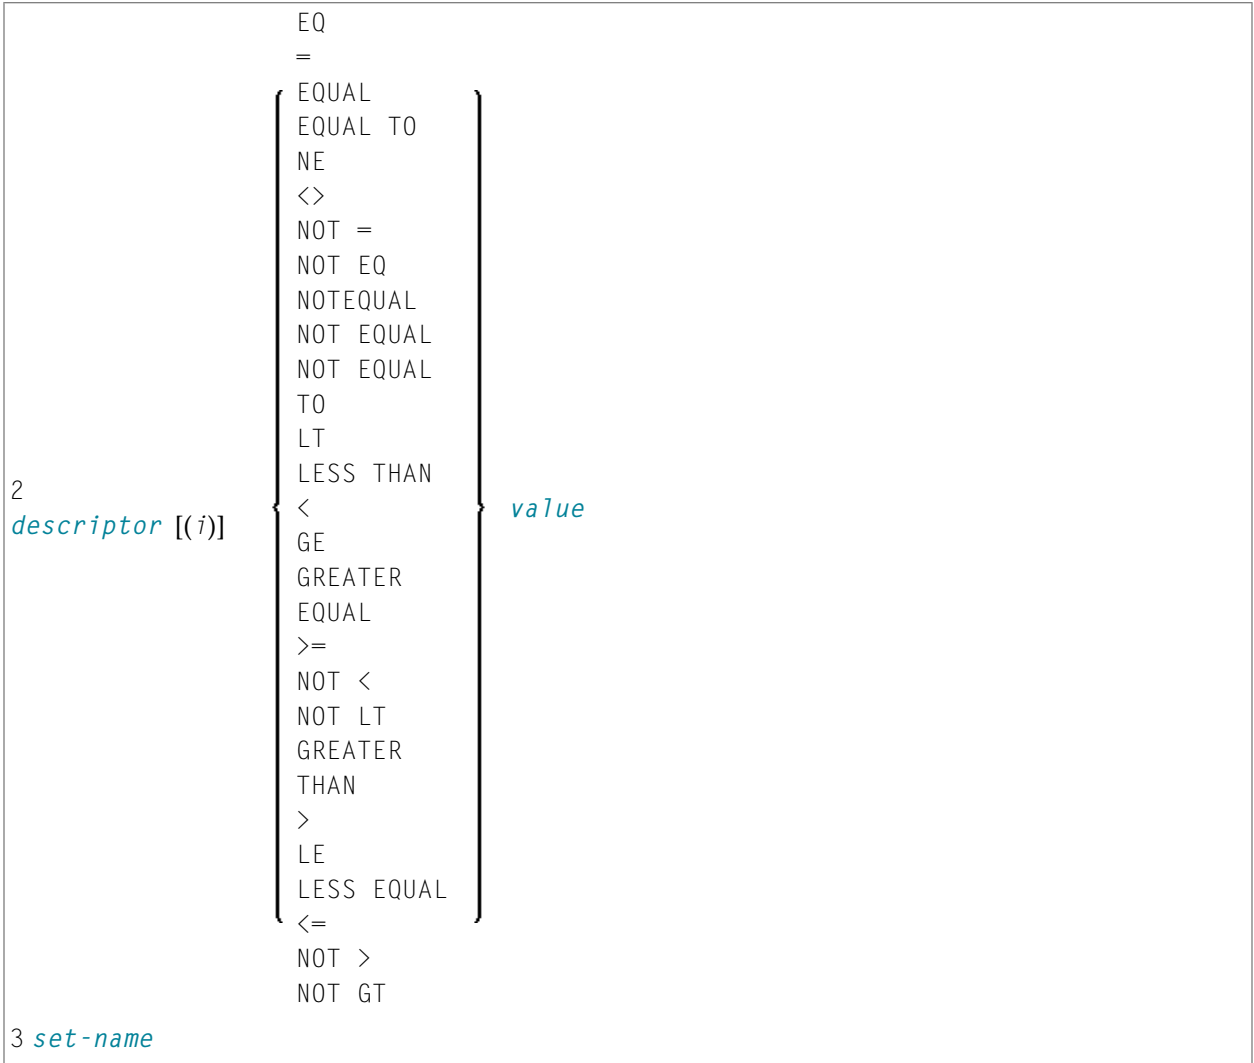 EQ
=
EQUAL
EQUAL TO
NE
<>
NOT =
NOT EQ
NOTEQUAL
NOT EQUAL
NOT EQUAL
TO
LT
LESS THAN
2
<
descriptor [(i)]
value
GE
GREATER
EQUAL
>=
NOT <
NOT LT
GREATER
THAN
>
LE
LESS EQUAL
<=
NOT >
NOT GT
3 set-name